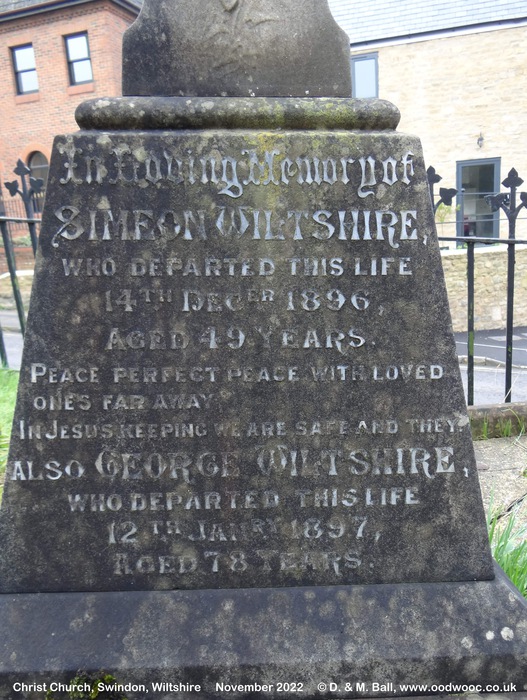 In Loving Memory of
SIMEON WILTSHIRE,
WHO DEPARTED THIS LIFE
14TH DECER 1896,
AGED 49 YEARS.
PEACE PERFECT PEACE WITH LOVED
ONES FAR AWAY
IN JESUS KEEPING WE ARE SAFE AND THEY.
ALSO GEORGE WILTSHIRE,
WHO DEPARTED THIS LIFE
12TH JANRY 1897,
AGED 78 YEARS.
Christ Church, Swindon, Wiltshire November 2022 © D. & M. Ball, www.oodwooc.co.uk